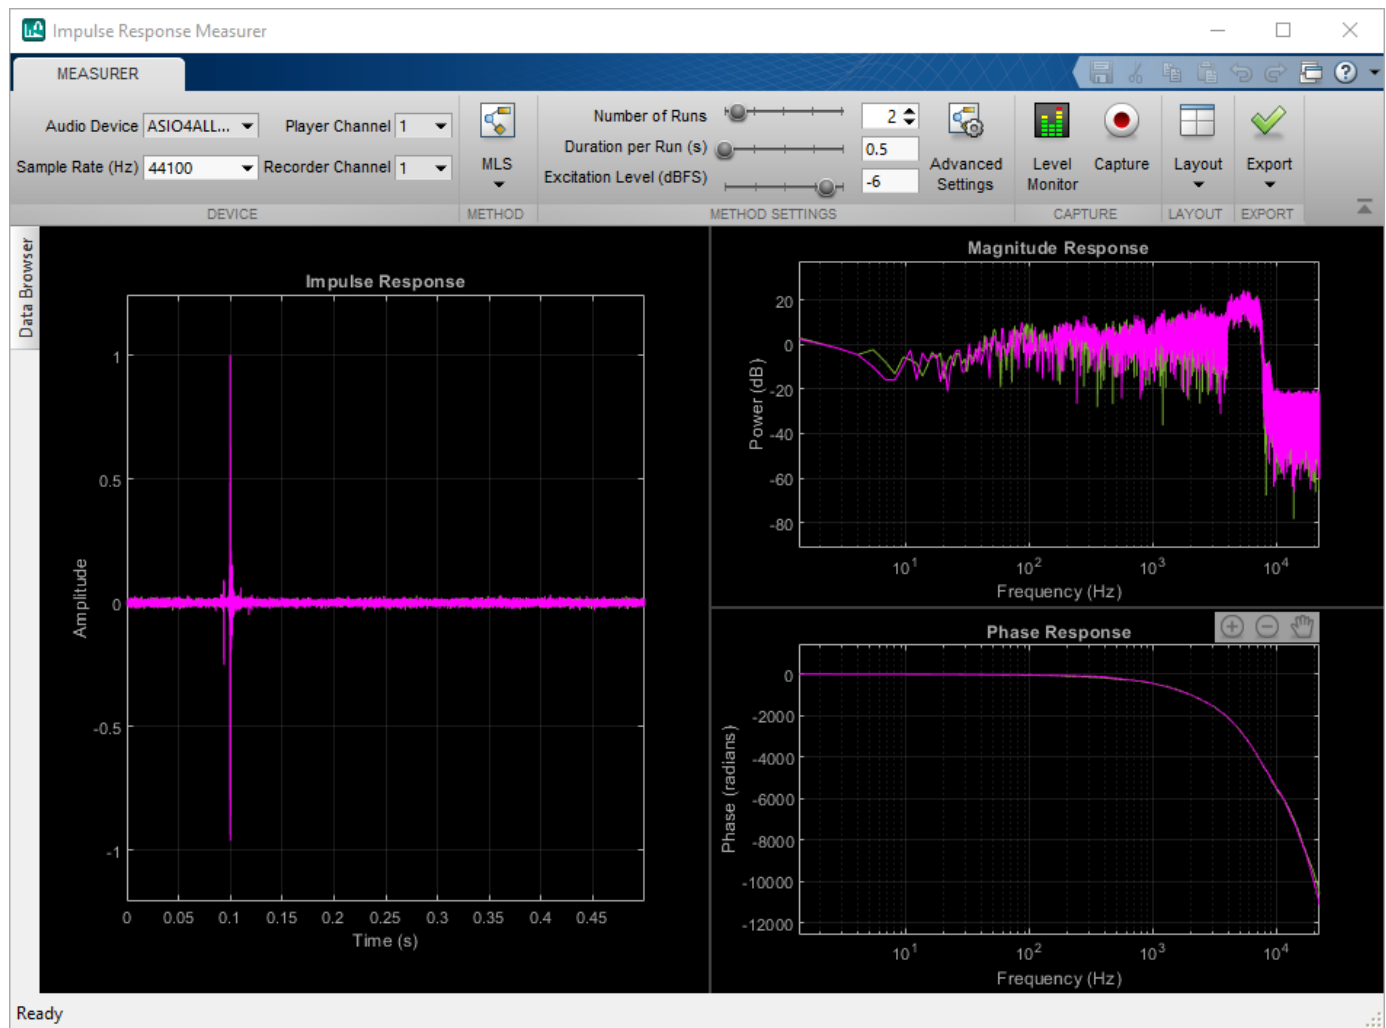 Impulse Response Measurer
MEASURER
Audio Device ASIO4ALL... Player Channel 1
Sample Rate (Hz) 44100 Recorder Channel 1
DEVICE
MLS
METHOD
Number of Runs 2
Duration per Run (s) 0.5
Excitation Level (dBFS) -6
Advanced
Settings
METHOD SETTINGS
Level
Monitor
Capture
CAPTURE
Layout
LAYOUT
Export
EXPORT
Data Browser
Impulse Response
1
0.5
0
-0.5
-1
Amplitude
0 0.05 0.1 0.15 0.2 0.25 0.3 0.35 0.4 0.45
Time (s)
Magnitude Response
20
0
-20
-40
-60
-80
Power (dB)
10^1 10^2 10^3 10^4
Frequency (Hz)
Phase Response
0
-2000
-4000
-6000
-8000
-10000
-12000
Phase (radians)
10^1 10^2 10^3 10^4
Frequency (Hz)
Ready